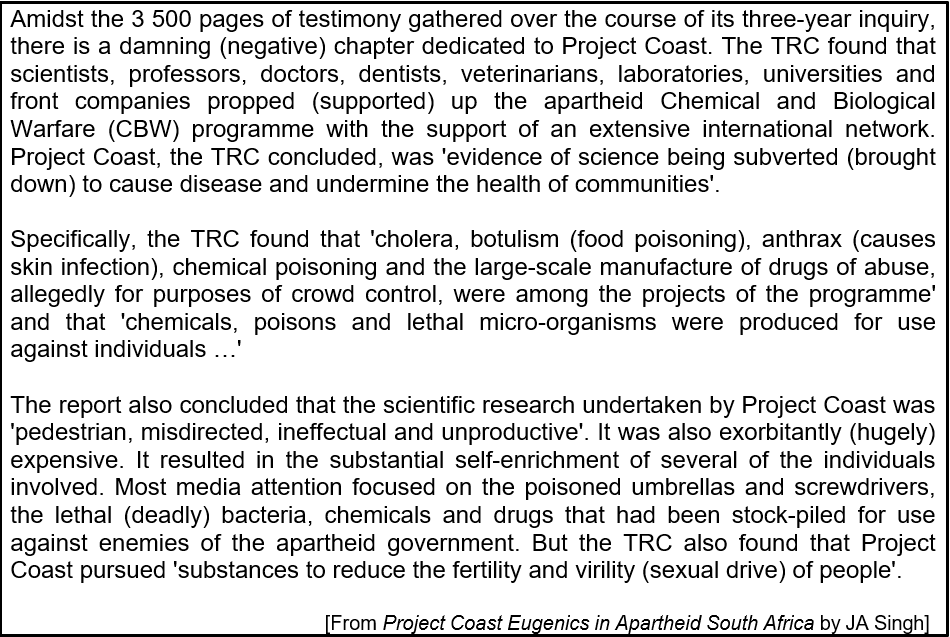 Amidst the 3 500 pages of testimony gathered over the course of its three-year inquiry,
there is a damning (negative) chapter dedicated to Project Coast. The TRC found that
scientists, professors, doctors, dentists, veterinarians, laboratories, universities and
front companies propped (supported) up the apartheid Chemical and Biological
Warfare (CBW) programme with the support of an extensive international network.
Project Coast, the TRC concluded, was 'evidence of science being subverted (brought
down) to cause disease and undermine the health of communities'.

Specifically, the TRC found that 'cholera, botulism (food poisoning), anthrax (causes
skin infection), chemical poisoning and the large-scale manufacture of drugs of abuse,
allegedly for purposes of crowd control, were among the projects of the programme'
and that 'chemicals, poisons and lethal micro-organisms were produced for use
against individuals …'

The report also concluded that the scientific research undertaken by Project Coast was
'pedestrian, misdirected, ineffectual and unproductive'. It was also exorbitantly (hugely)
expensive. It resulted in the substantial self-enrichment of several of the individuals
involved. Most media attention focused on the poisoned umbrellas and screwdrivers,
the lethal (deadly) bacteria, chemicals and drugs that had been stock-piled for use
against enemies of the apartheid government. But the TRC also found that Project
Coast pursued 'substances to reduce the fertility and virility (sexual drive) of people'.

[From Project Coast Eugenics in Apartheid South Africa by JA Singh]